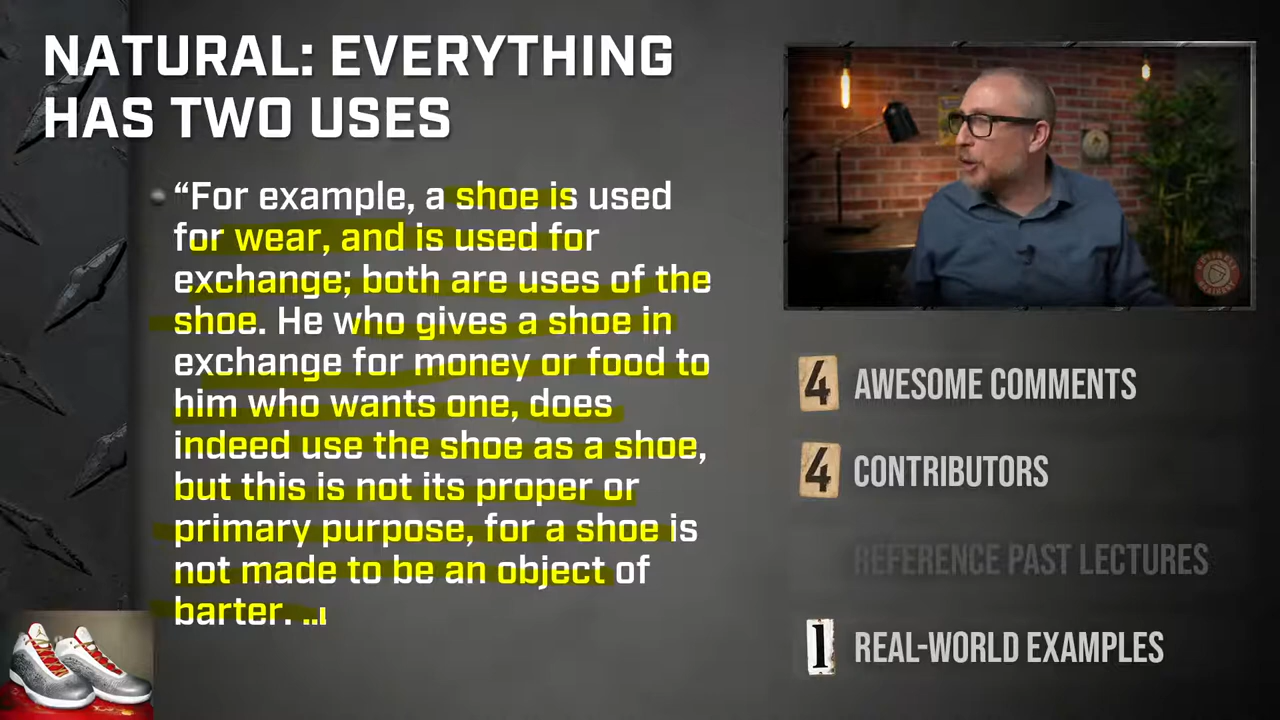 NATURAL: EVERYTHING
HAS TWO USES
“For example, a shoe is used
for wear, and is used for
exchange; both are uses of the
shoe. He who gives a shoe in
exchange for money or food to
him who wants one, does
indeed use the shoe as a shoe,
but this is not its proper or
primary purpose, for a shoe is
not made to be an object of
barter. ...
4 AWESOME COMMENTS
4 CONTRIBUTORS
REFERENCE PAST LECTURES
1 REAL-WORLD EXAMPLES